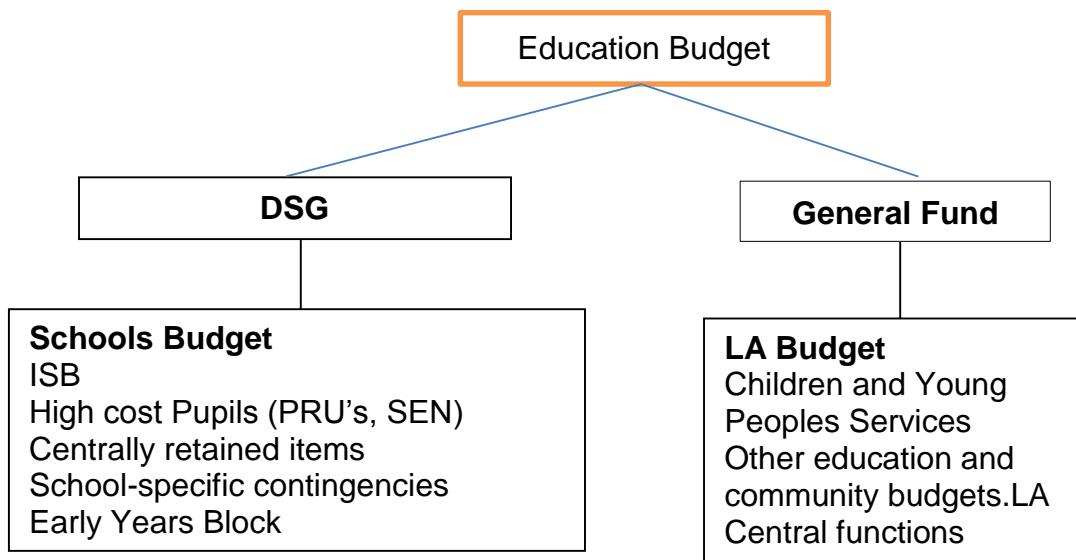 Education Budget
DSG
General Fund
Schools Budget
ISB
High cost Pupils (PRU's, SEN)
Centrally retained items
School-specific contingencies
Early Years Block
LA Budget
Children and Young
Peoples Services
Other education and
community budgets.LA
Central functions